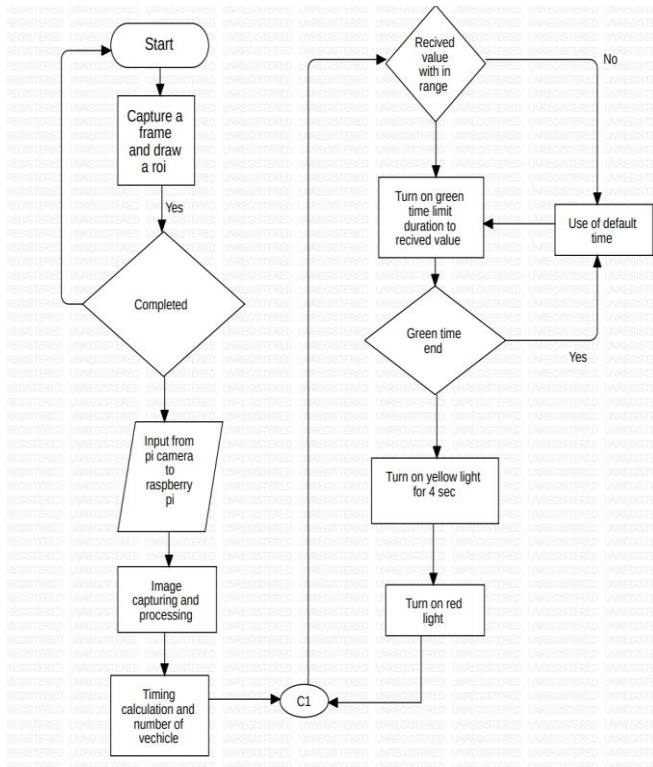 Start
Capture a
frame
and draw
a roi
Yes
Completed
Input from
pi camera
to
raspberry
pi
Image
capturing and
processing
Timing
calculation and
number of
vechicle
C1
Recived
value
with in
range
No
Turn on green
time limit
duration to
recived value
Use of default
time
Green time
end
Yes
Turn on yellow light
for 4 sec
Turn on red
light
UNREGISTERED